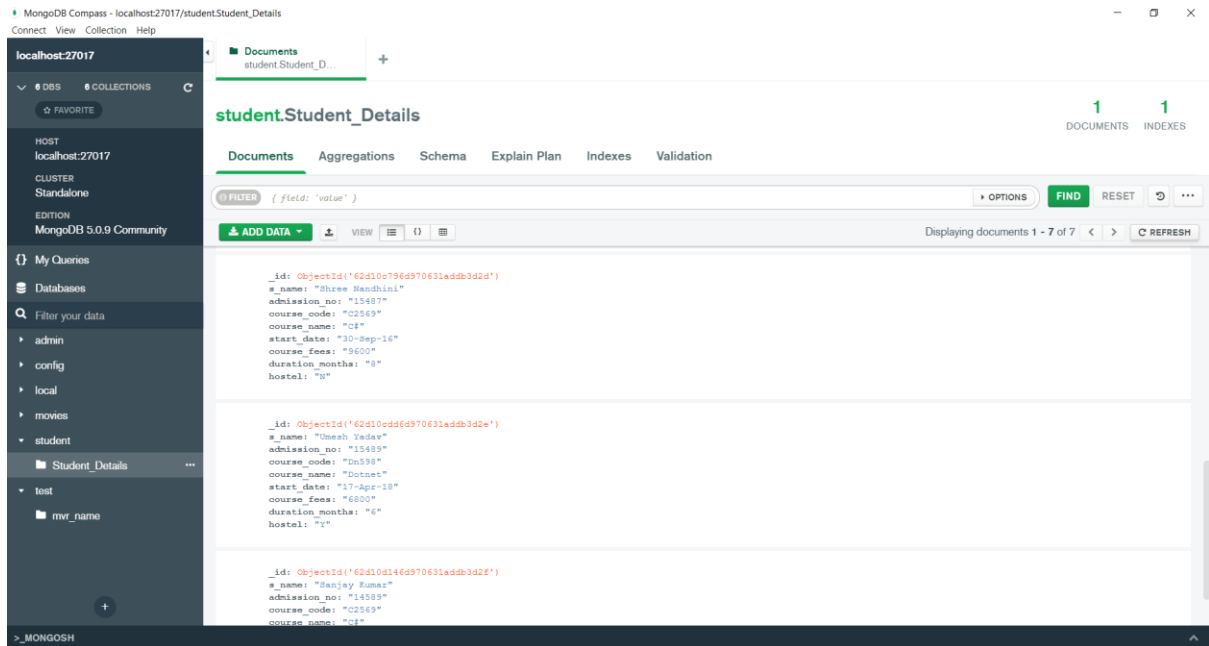 MongoDB Compass - localhost:27017/student.Student_Details
Connect View Collection Help
localhost:27017
6 DBS 6 COLLECTIONS
☆ FAVORITE
HOST
localhost:27017
CLUSTER
Standalone
EDITION
MongoDB 5.0.9 Community
{} My Queries
Databases
Filter your data
admin
config
local
movies
student
Student_Details ...
test
mvr_name
+
>_MONGOSH
Documents
student.Student_D...
+
student.Student_Details
1 DOCUMENTS
1 INDEXES
Documents Aggregations Schema Explain Plan Indexes Validation
FILTER { field: 'value' } OPTIONS FIND RESET ...
ADD DATA VIEW {} Displaying documents 1 - 7 of 7 < > REFRESH
_id: ObjectId('62d10c796d970631addb3d2d')
s_name: "Shree Nandhini"
admission_no: "15487"
course_code: "C2569"
course_name: "C#"
start_date: "30-Sep-16"
course_fees: "9600"
duration_months: "8"
hostel: "N"
_id: ObjectId('62d10cdd6d970631addb3d2e')
s_name: "Umesh Yadav"
admission_no: "15489"
course_code: "Dn598"
course_name: "Dotnet"
start_date: "17-Apr-18"
course_fees: "6800"
duration_months: "6"
hostel: "Y"
_id: ObjectId('62d10d146d970631addb3d2f')
s_name: "Sanjay Kumar"
admission_no: "14589"
course_code: "C2569"
course_name: "C#"